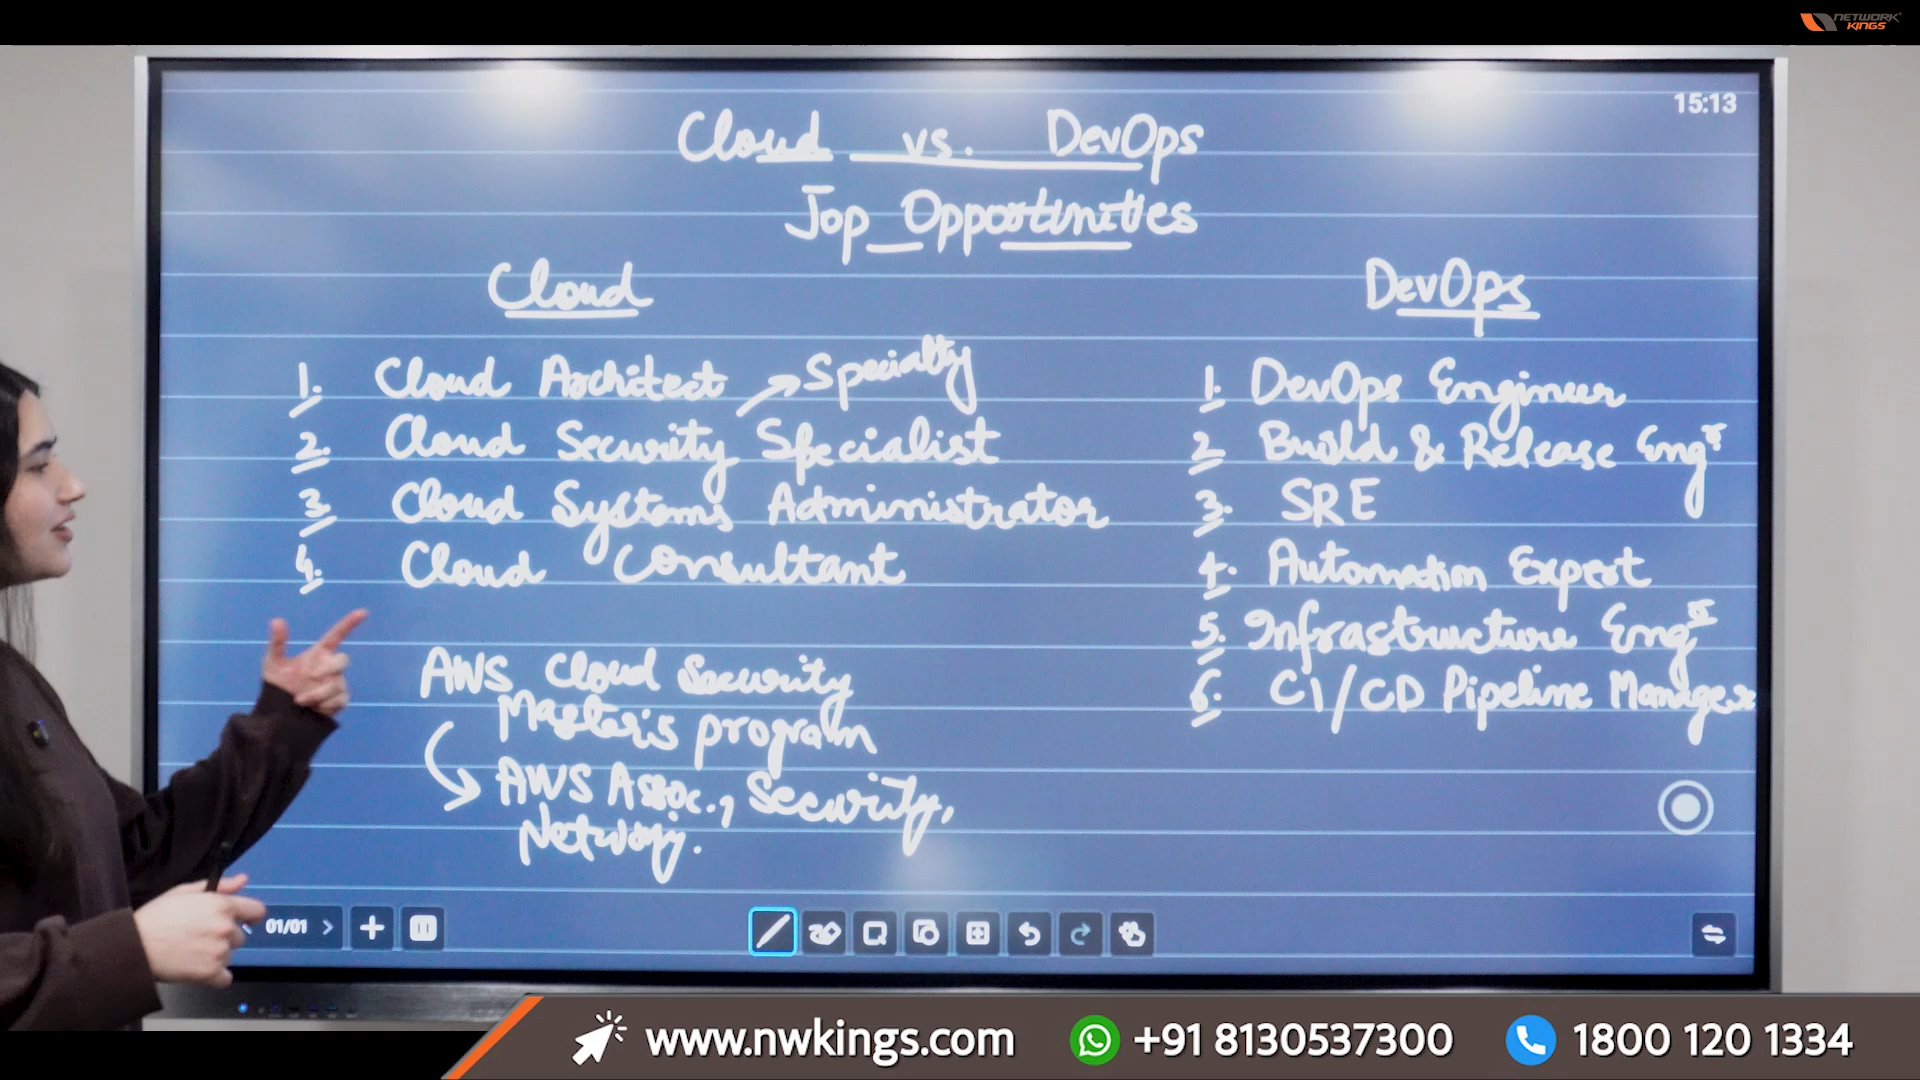 NETWORK
KINGS
15:13
Cloud vs. DevOps
Jop Opportunities
Cloud
1. Cloud Architect → Specialty
2. Cloud Security Specialist
3. Cloud Systems Administrator
4. Cloud Consultant
AWS Cloud Security
Master's program
AWS Assoc., Security,
DevOps
1. DevOps Engineer
2. Build & Release Engr
3. SRE
4. Automation Expert
5. Infrastructure Engr
6. CI/CD Pipeline Manager
01/01
www.nwkings.com
+91 8130537300
1800 120 1334